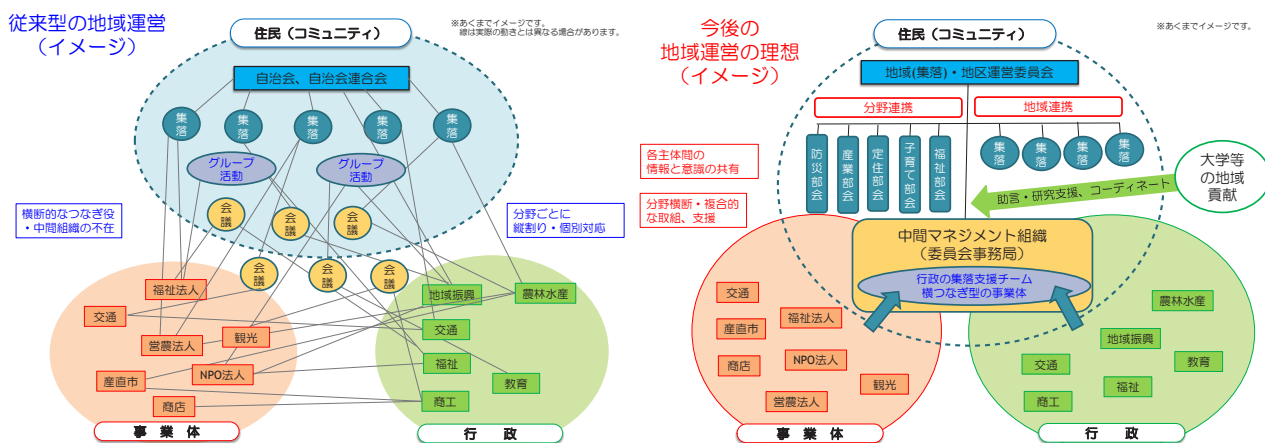 従来型の地域運営
（イメージ）
※あくまでイメージです。
線は実際の動きとは異なる場合があります。
住民（コミュニティ）
自治会、自治会連合会
集落
集落
集落
集落
集落
グループ
活動
グループ
活動
横断的なつなぎ役
・中間組織の不在
分野ごとに
縦割り・個別対応
会議
会議
会議
会議
会議
会議
福祉法人
交通
営農法人
観光
産直市
NPO法人
商店
事　業　体
地域振興
農林水産
交通
福祉
教育
商工
行　政
今後の
地域運営の理想
（イメージ）
※あくまでイメージです。
住民（コミュニティ）
地域(集落)・地区運営委員会
分野連携
地域連携
防災部会
産業部会
定住部会
子育て部会
福祉部会
集落
集落
集落
集落
各主体間の
情報と意識の共有
分野横断・複合的
な取組、支援
大学等
の地域
貢献
助言・研究支援、コーディネート
中間マネジメント組織
（委員会事務局）
行政の集落支援チーム
横つなぎ型の事業体
交通
福祉法人
産直市
商店
NPO法人
観光
営農法人
事　業　体
農林水産
地域振興
交通
教育
福祉
商工
行　政